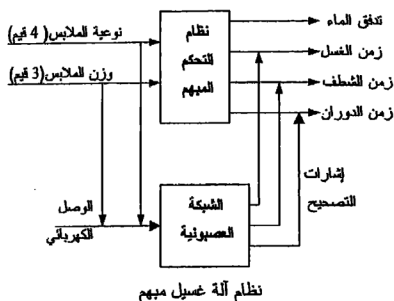 نظام
للتحكم
المبهم
نوعية الملابس( 4 قيم)
وزن الملابس(3 قيم)
تدفق الماء
زمن الغسل
زمن الشطف
زمن الدوران
إشارات
التصحيح
الوصل
الكهربائي
الشبكة
العصبونية
نظام آلة غسيل مبهم